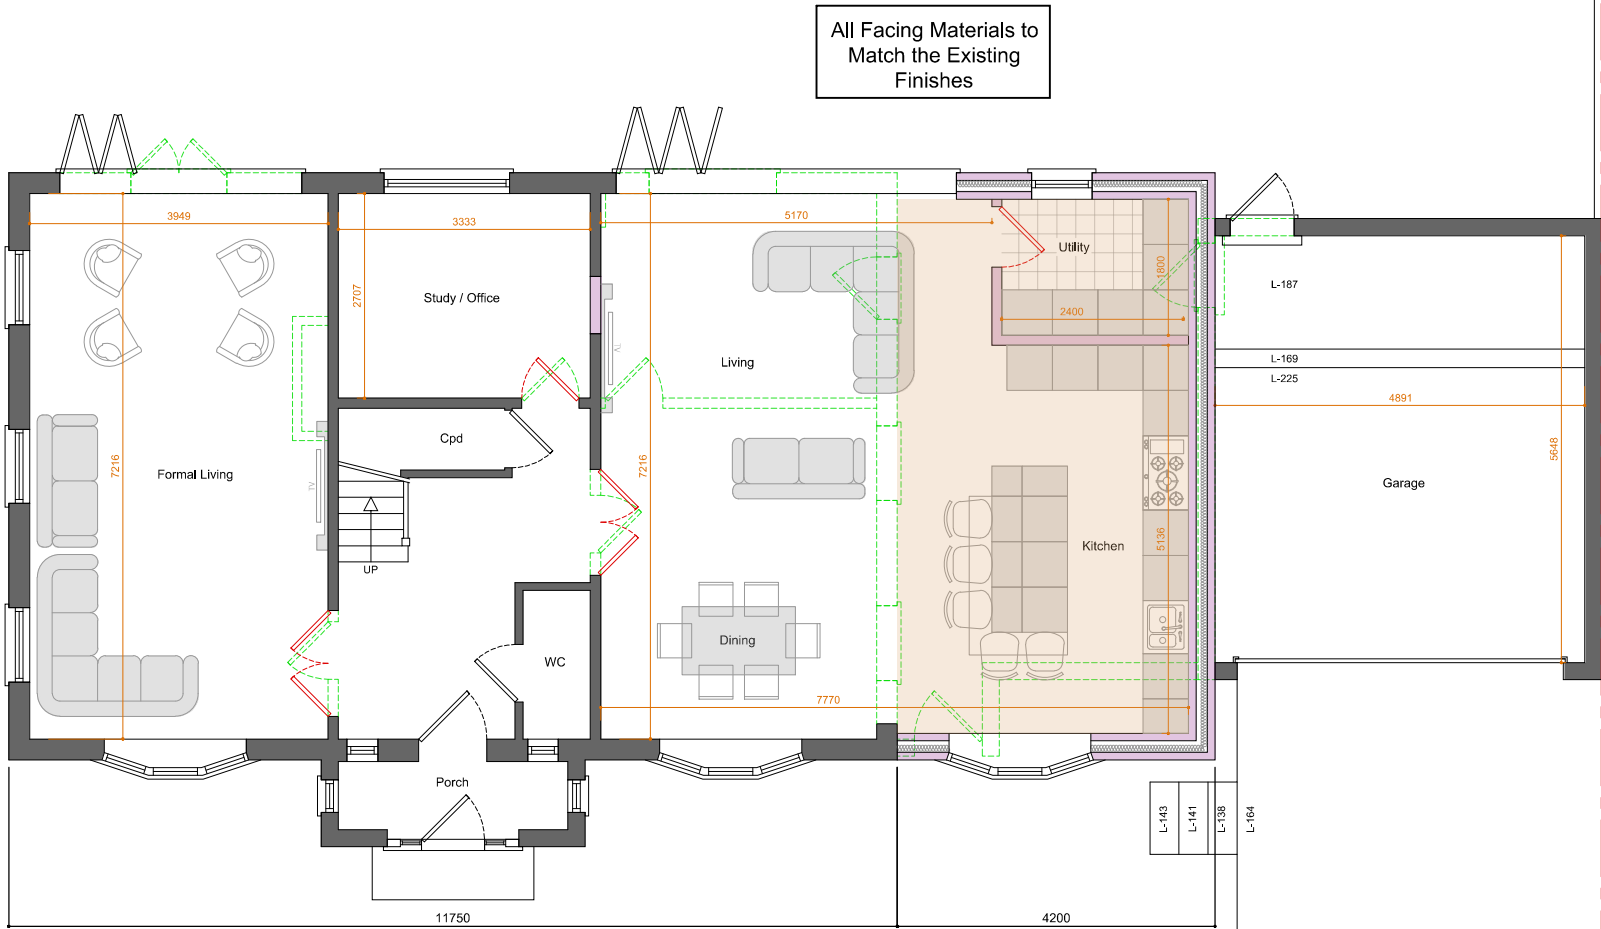 All Facing Materials to
Match the Existing
Finishes
3949
3333
5170
2707
Study / Office
Utility
1800
2400
L-187
L-169
L-225
4891
TV
Living
Cpd
7216
Formal Living
TV
7216
5648
Garage
Kitchen
5136
UP
Dining
WC
7770
Porch
L-143
L-141
L-138
L-164
11750
4200